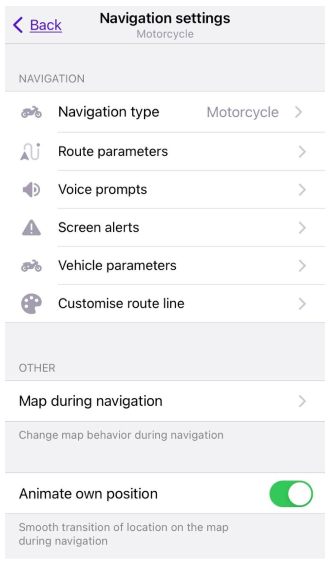 Back
Navigation settings
Motorcycle
NAVIGATION
Navigation type Motorcycle
Route parameters
Voice prompts
Screen alerts
Vehicle parameters
Customise route line
OTHER
Map during navigation
Change map behavior during navigation
Animate own position
Smooth transition of location on the map
during navigation